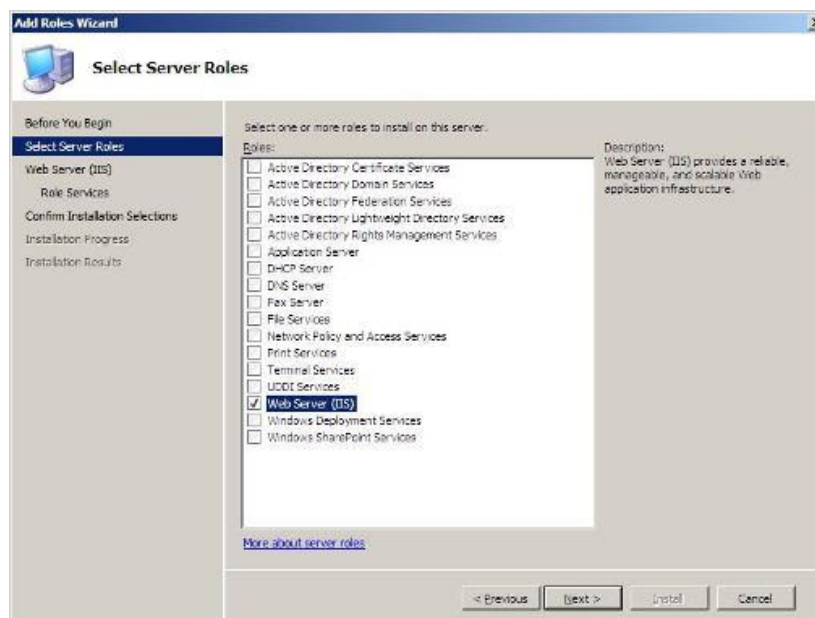 Add Roles Wizard
Select Server Roles
Before You Begin
Select Server Roles
Web Server (IIS)
Role Services
Confirm Installation Selections
Installation Progress
Installation Results
Select one or more roles to install on this server.
Roles:
Active Directory Certificate Services
Active Directory Domain Services
Active Directory Federation Services
Active Directory Lightweight Directory Services
Active Directory Rights Management Services
Application Server
DHCP Server
DNS Server
Fax Server
File Services
Network Policy and Access Services
Print Services
Terminal Services
UDDI Services
Web Server (IIS)
Windows Deployment Services
Windows SharePoint Services
More about server roles
Description:
Web Server (IIS) provides a reliable,
manageable, and scalable Web
application infrastructure.
< Previous
Next >
Install
Cancel